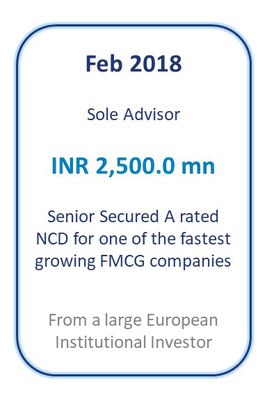 Feb 2018
Sole Advisor
INR 2,500.0 mn
Senior Secured A rated
NCD for one of the fastest
growing FMCG companies
From a large European
Institutional Investor